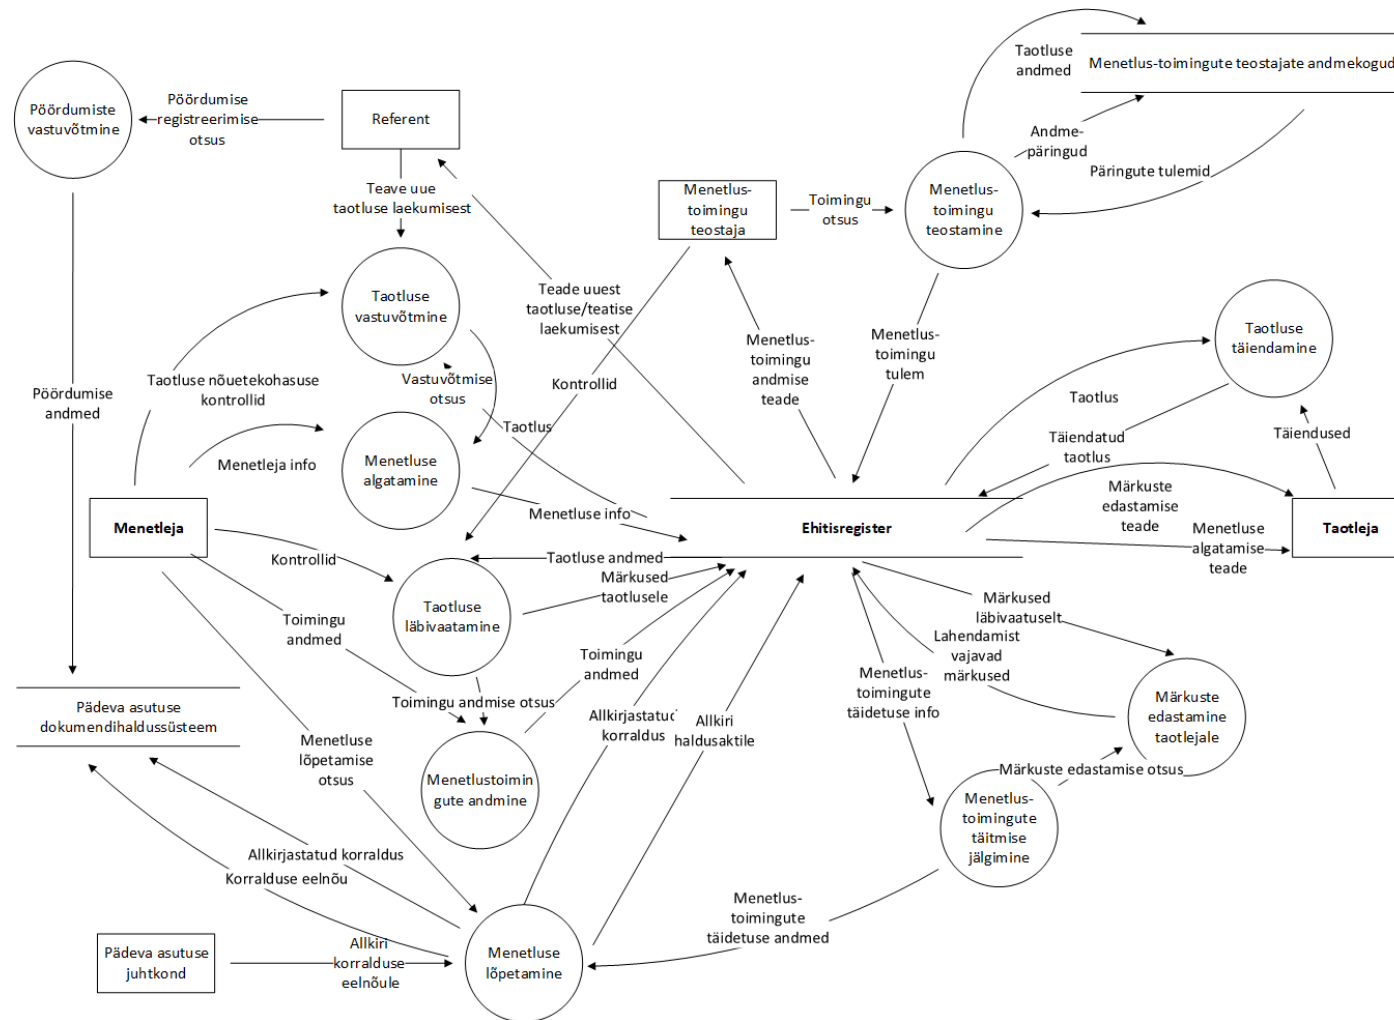 Taotluse
andmed
Menetlus-toimingute teostajate andmekogud
Pöördumiste
vastuvõtmine
Pöördumise
registreerimise
otsus
Referent
Andme-
päringud
Päringute tulemid
Teave uue
taotluse laekumisest
Menetlus-
toimingu
teostaja
Toimingu
otsus
Menetlus-
toimingu
teostamine
Taotluse
vastuvõtmine
Teade uuest
taotluse/teatise
laekumisest
Menetlus-
toimingu
andmise
teade
Menetlus-
toimingu
tulem
Taotluse
täiendamine
Pöördumise
andmed
Taotluse nõuetekohasuse
kontrollid
Vastuvõtmise
otsus
Kontrollid
Taotlus
Taotlus
Täiendatud
taotlus
Täiendused
Menetleja info
Menetluse
algatamine
Menetluse info
Märkuste
edastamise
teade
Menetleja
Ehitisregister
Taotleja
Menetluse
algatamise
teade
Kontrollid
Taotluse andmed
Märkused
taotlusele
Taotluse
läbivaatamine
Märkused
läbivaatuselt
Toimingu
andmed
Lahendamist
vajavad
märkused
Toimingu
andmed
Menetlus-
toimingute
täidetuse info
Märkuste
edastamine
taotlejale
Pädeva asutuse
dokumendihaldussüsteem
Toimingu andmise otsus
Allkirjastatud
korraldus
Allkiri
haldusaktile
Menetluse
lõpetamise
otsus
Menetlustoimin
gute andmine
Märkuste edastamise otsus
Menetlus-
toimingute
täitmise
jälgimine
Allkirjastatud korraldus
Korralduse eelnõu
Menetlus-
toimingute
täidetuse andmed
Pädeva asutuse
juhtkond
Allkiri
korralduse
eelnõule
Menetluse
lõpetamine